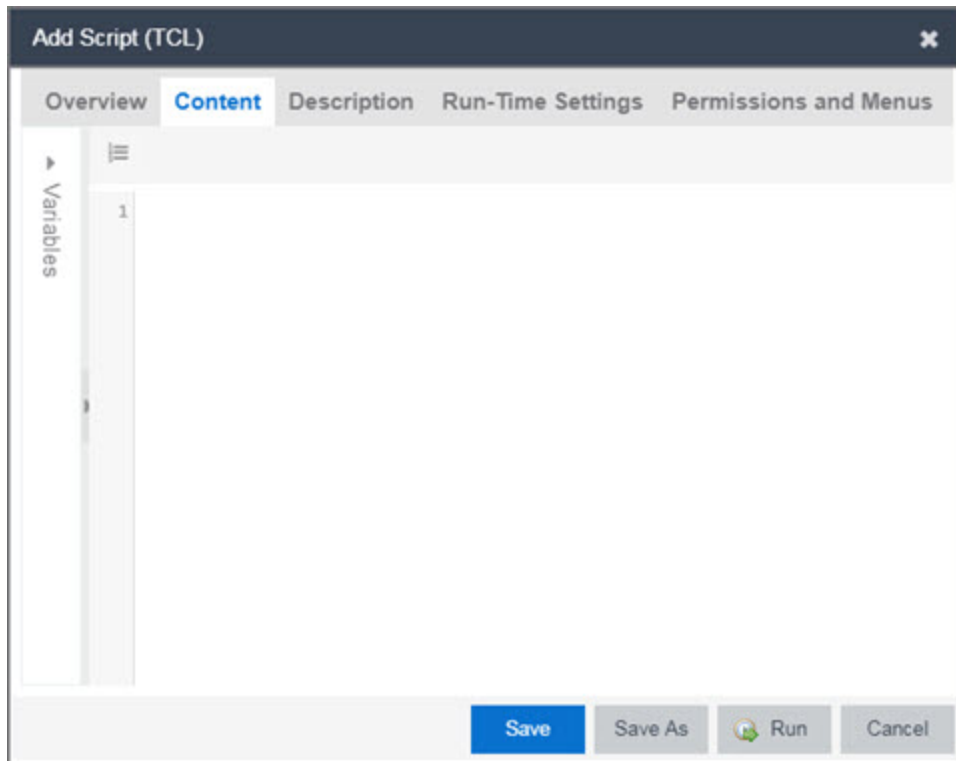 Add Script (TCL)
Overview Content Description Run-Time Settings Permissions and Menus
Variables
1
Save Save As Run Cancel